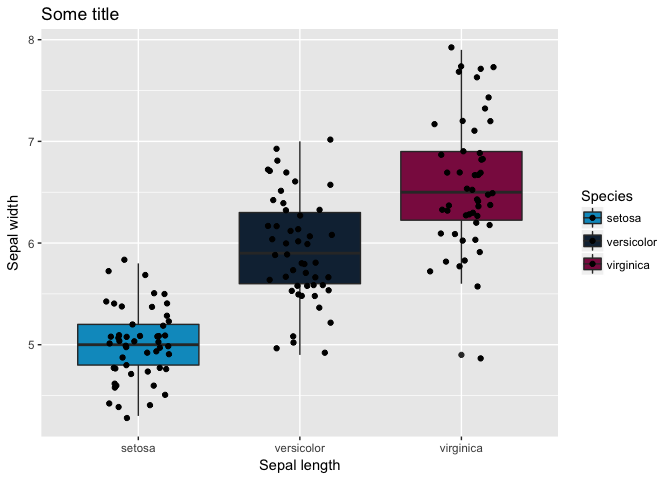 Some title
8
7
6
5
Sepal width
setosa
versicolor
virginica
Sepal length
Species
setosa
versicolor
virginica